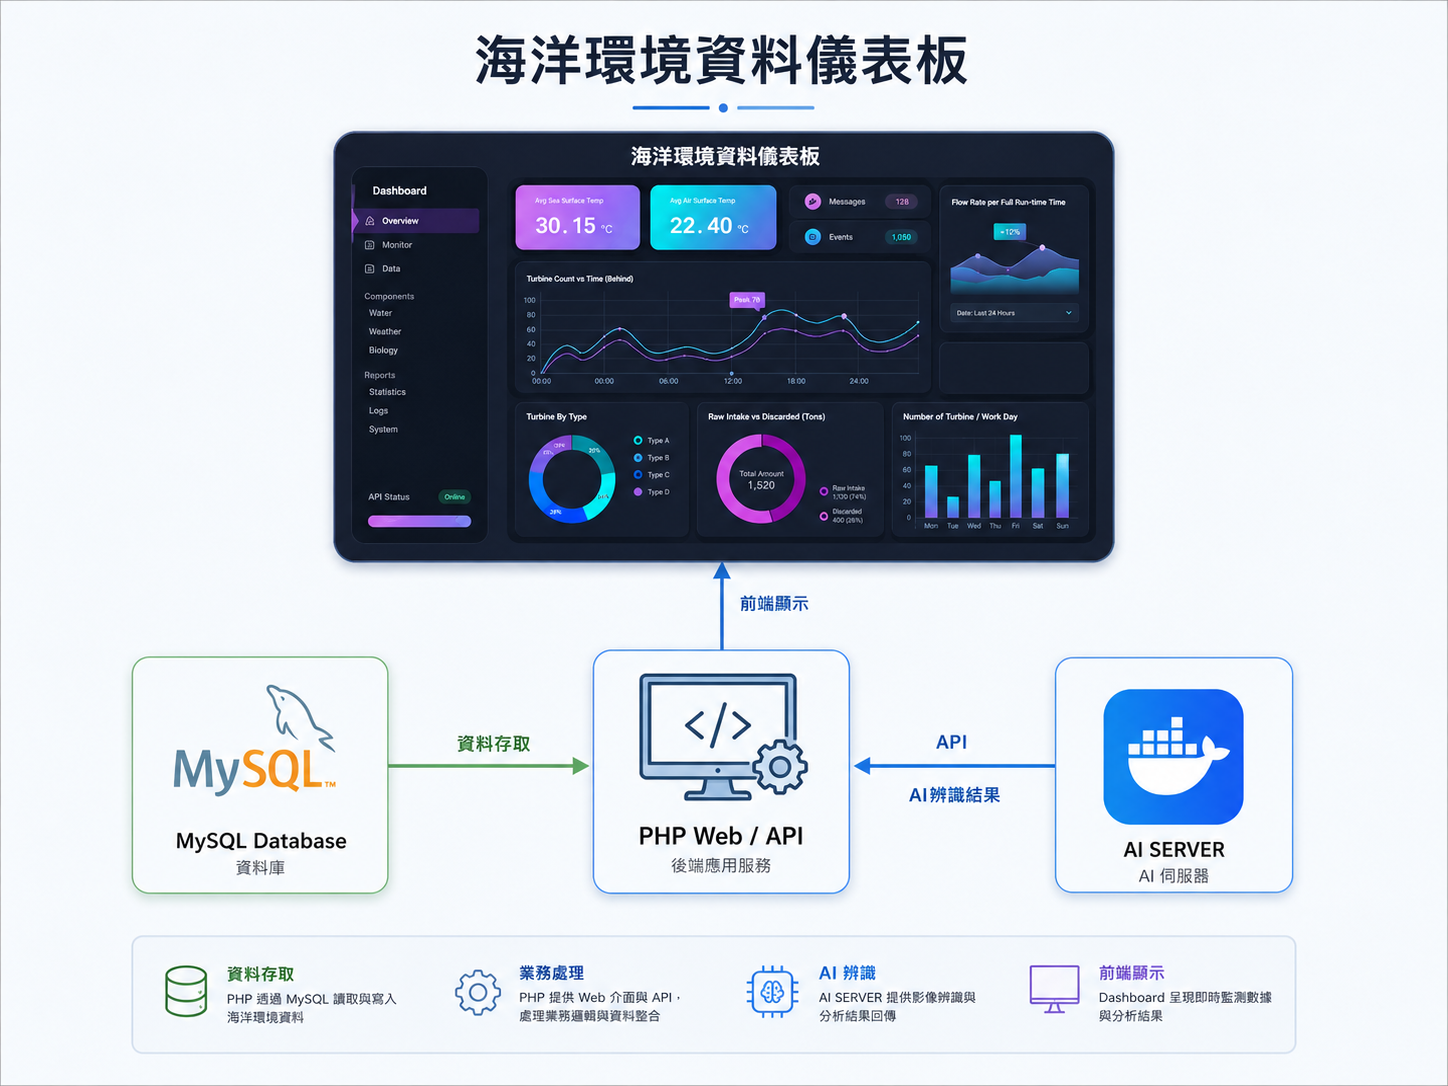 海洋環境資料儀表板
海洋環境資料儀表板
Dashboard
Overview
Monitor
Data
Components
Water
Weather
Biology
Reports
Statistics
Logs
System
API Status
Online
Avg Sea Surface Temp
30.15 °C
Avg Air Surface Temp
22.40 °C
Messages
128
Events
1,050
Flow Rate per Full Run-time Time
+12%
Date: Last 24 Hours
Turbine Count vs Time (Behind)
Peak 78
100
80
60
40
20
0
00:00
00:00
06:00
12:00
18:00
24:00
Turbine By Type
20%
28%
Type A
Type B
Type C
Type D
Raw Intake vs Discarded (Tons)
Total Amount
1,520
Raw Intake
(74%)
Discarded
400 (26%)
Number of Turbine / Work Day
100
80
60
40
20
0
Mon
Tue
Wed
Thu
Fri
Sat
Sun
前端顯示
MySQL™
MySQL Database
資料庫
資料存取
PHP Web / API
後端應用服務
API
AI辨識結果
AI SERVER
AI 伺服器
資料存取
PHP 透過 MySQL 讀取與寫入
海洋環境資料
業務處理
PHP 提供 Web 介面與 API，
處理業務邏輯與資料整合
AI 辨識
AI SERVER 提供影像辨識與
分析結果回傳
前端顯示
Dashboard 呈現即時監測數據
與分析結果